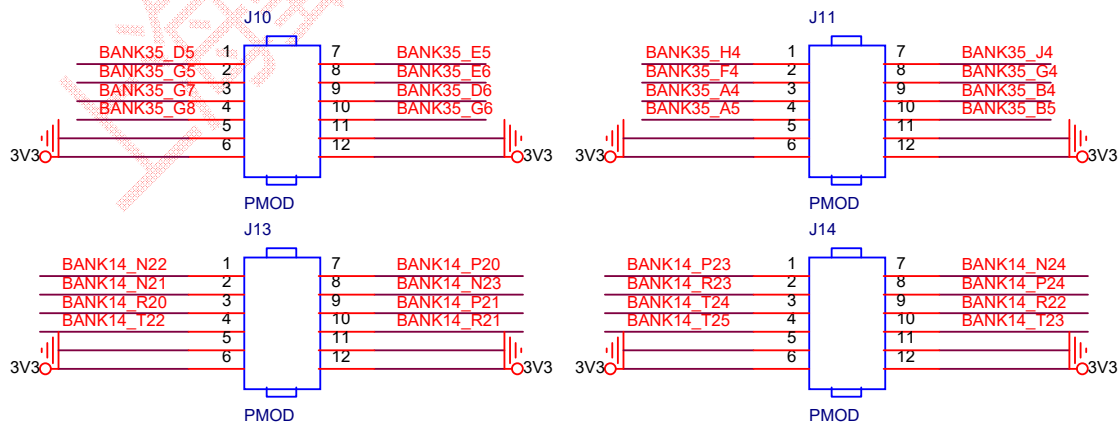 J10
BANK35_D5 1 7 BANK35_E5
BANK35_G5 2 8 BANK35_E6
BANK35_G7 3 9 BANK35_D6
BANK35_G8 4 10 BANK35_G6
5 11
3V3 6 12 3V3
PMOD
J11
BANK35_H4 1 7 BANK35_J4
BANK35_F4 2 8 BANK35_G4
BANK35_A4 3 9 BANK35_B4
BANK35_A5 4 10 BANK35_B5
5 11
3V3 6 12 3V3
PMOD
J13
BANK14_N22 1 7 BANK14_P20
BANK14_N21 2 8 BANK14_N23
BANK14_R20 3 9 BANK14_P21
BANK14_T22 4 10 BANK14_R21
5 11
3V3 6 12 3V3
PMOD
J14
BANK14_P23 1 7 BANK14_N24
BANK14_R23 2 8 BANK14_P24
BANK14_T24 3 9 BANK14_R22
BANK14_T25 4 10 BANK14_T23
5 11
3V3 6 12 3V3
PMOD